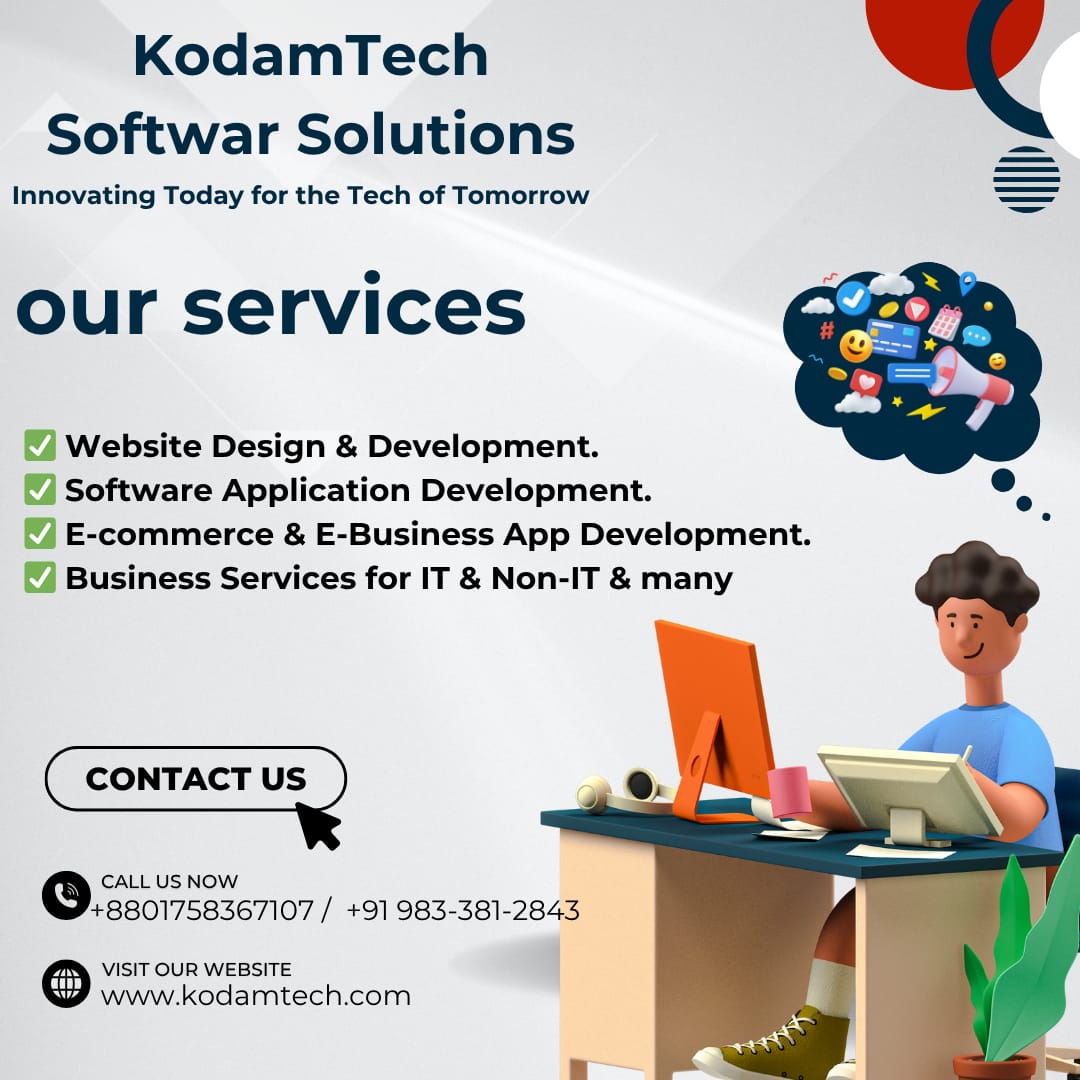 KodamTech
Softwar Solutions
Innovating Today for the Tech of Tomorrow
our services
✅ Website Design & Development.
✅ Software Application Development.
✅ E-commerce & E-Business App Development.
✅ Business Services for IT & Non-IT & many
CONTACT US
CALL US NOW
+8801758367107 / +91 983-381-2843
VISIT OUR WEBSITE
www.kodamtech.com